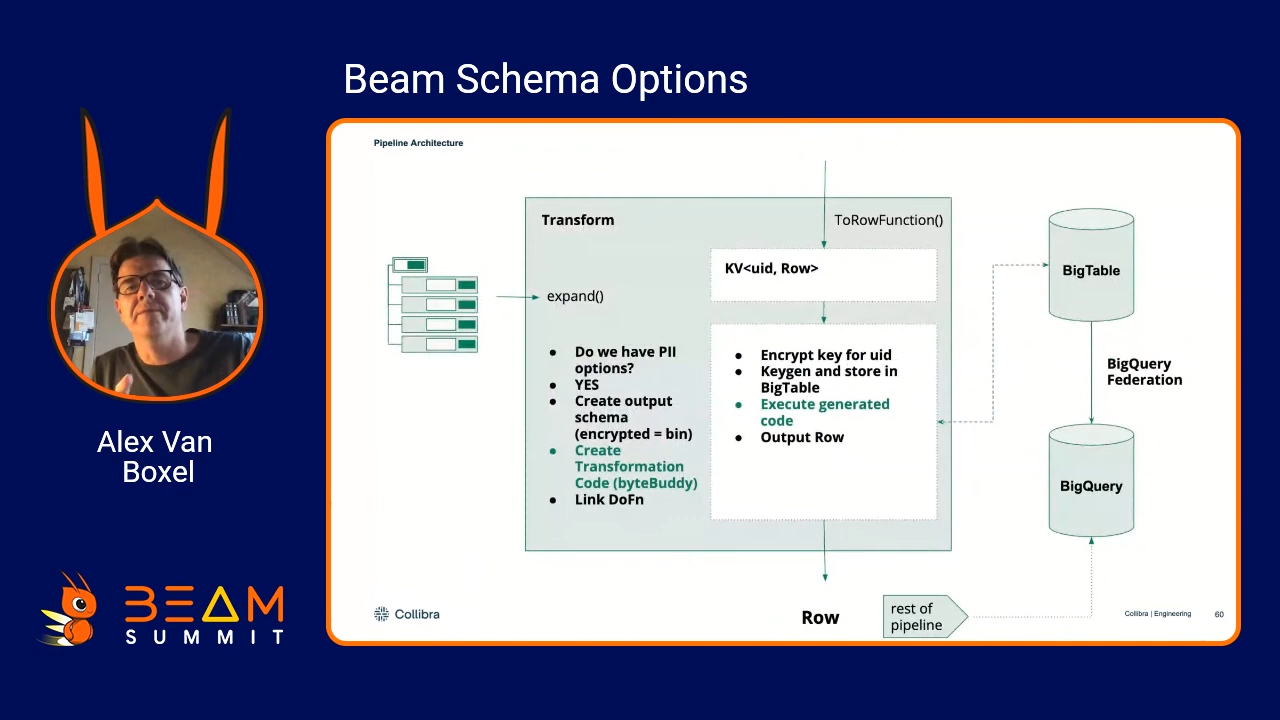 Beam Schema Options
Pipeline Architecture
Transform
ToRowFunction()
KV<uid, Row>
expand()
● Do we have PII
options?
● YES
● Create output
schema
(encrypted = bin)
● Create
Transformation
Code (byteBuddy)
● Link DoFn
● Encrypt key for uid
● Keygen and store in
BigTable
● Execute generated
code
● Output Row
BigTable
BigQuery
Federation
BigQuery
Row
rest of
pipeline
Collibra
Collibra | Engineering
60
Alex Van
Boxel
BEAM
SUMMIT